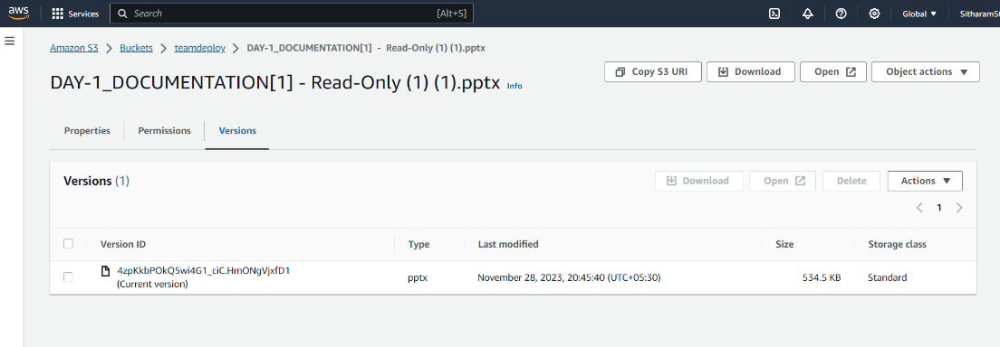 aws Services Search [Alt+S] Global Sitharam50
Amazon S3 > Buckets > teamdeploy > DAY-1_DOCUMENTATION[1] - Read-Only (1) (1).pptx
DAY-1_DOCUMENTATION[1] - Read-Only (1) (1).pptx Info
Copy S3 URI Download Open Object actions
Properties Permissions Versions
Versions (1)
Download Open Delete Actions
1
Version ID Type Last modified Size Storage class
4zpKkbPOkQ5wi4G1_ciC.HmONgVjxfD1 pptx November 28, 2023, 20:45:40 (UTC+05:30) 534.5 KB Standard
(Current version)